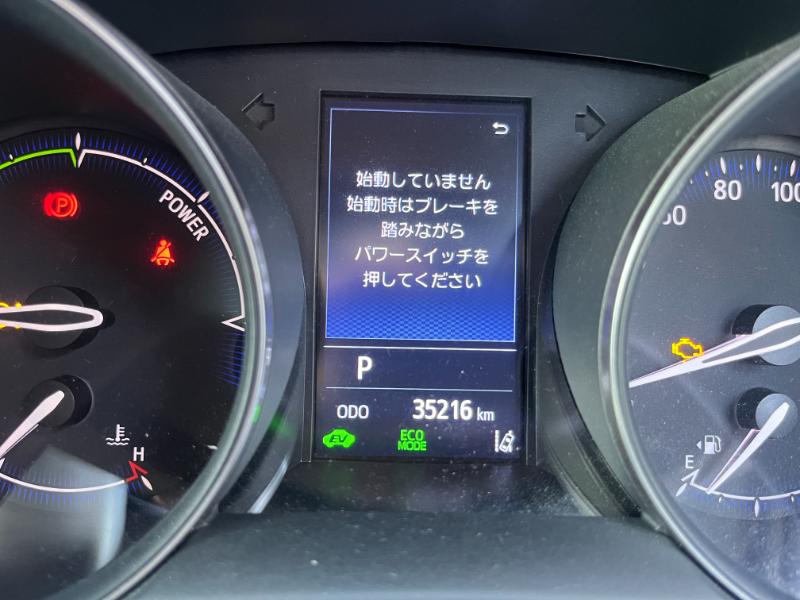 始動していません
始動時はブレーキを
踏みながら
パワースイッチを
押してください
P
ODO 35216 km
EV
ECO
MODE
POWER
P
H
80
100
E